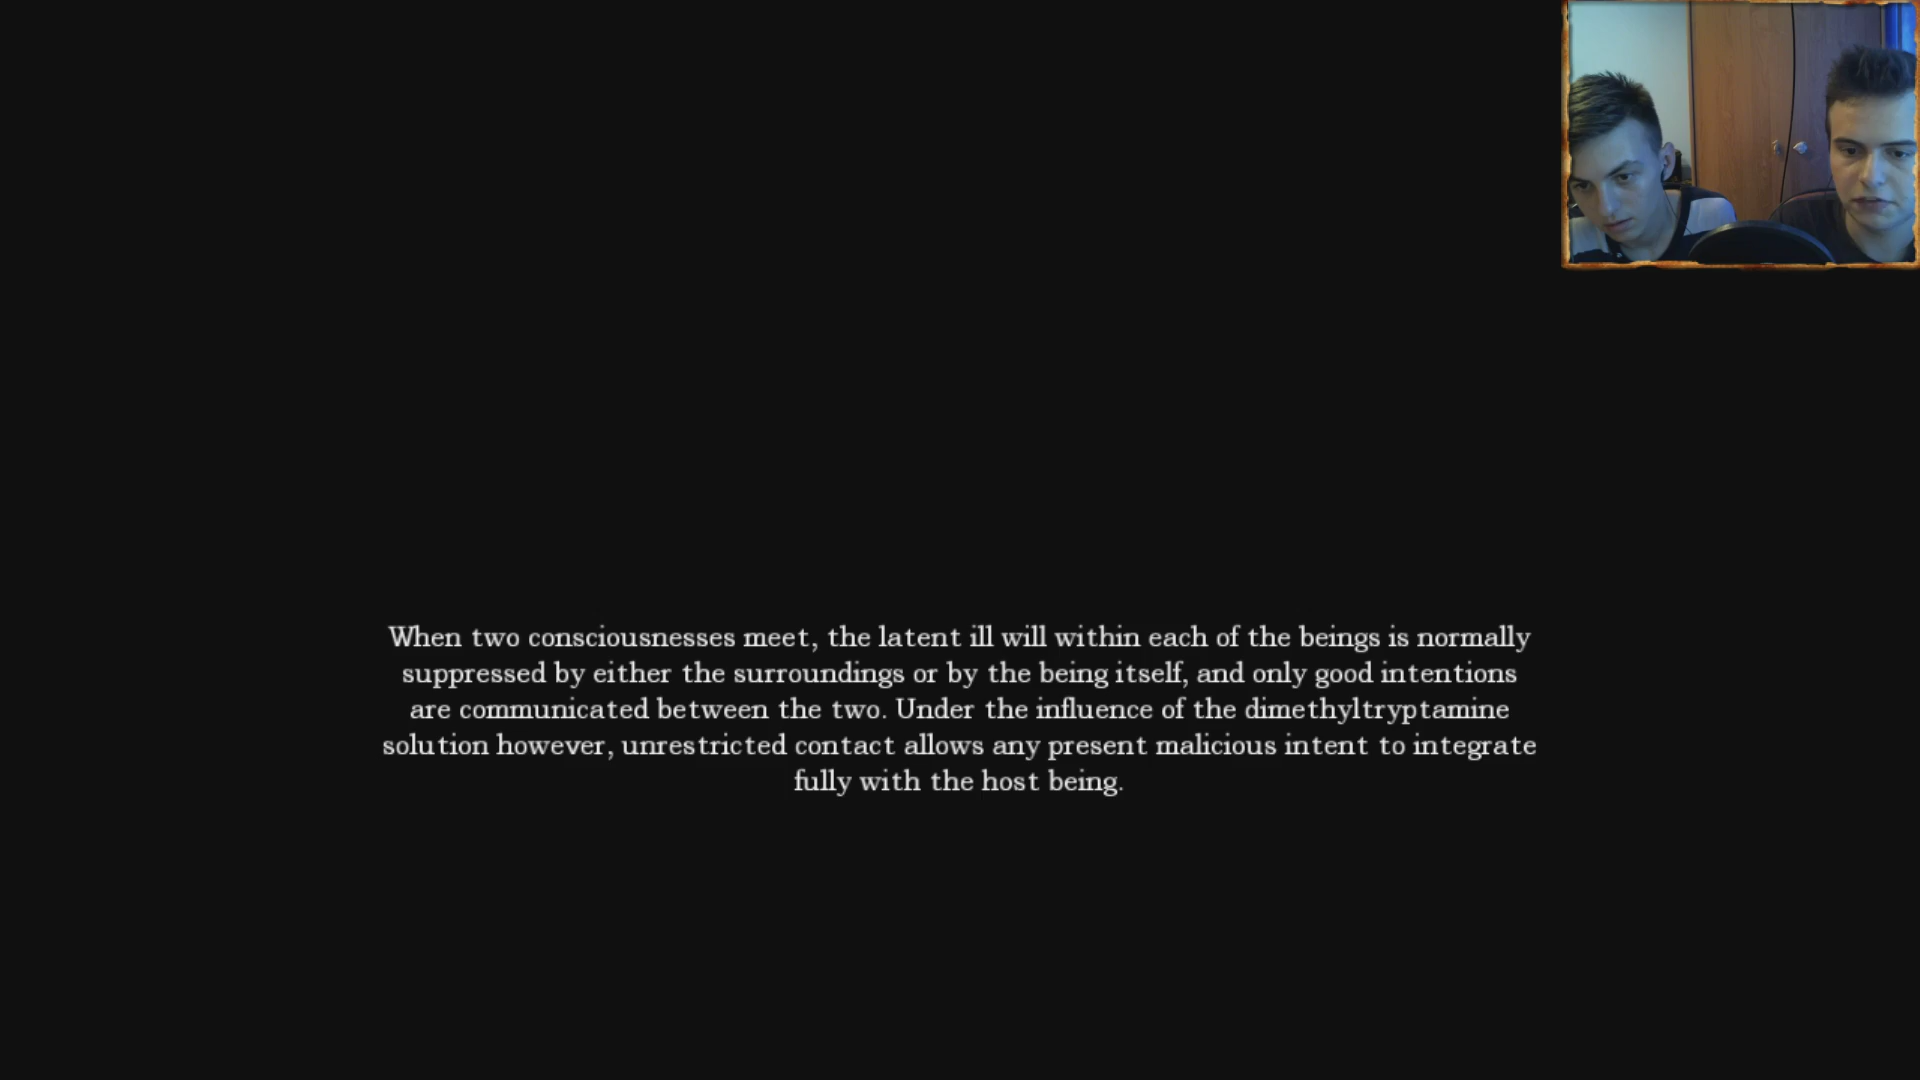 When two consciousnesses meet, the latent ill will within each of the beings is normally
suppressed by either the surroundings or by the being itself, and only good intentions
are communicated between the two. Under the influence of the dimethyltryptamine
solution however, unrestricted contact allows any present malicious intent to integrate
fully with the host being.